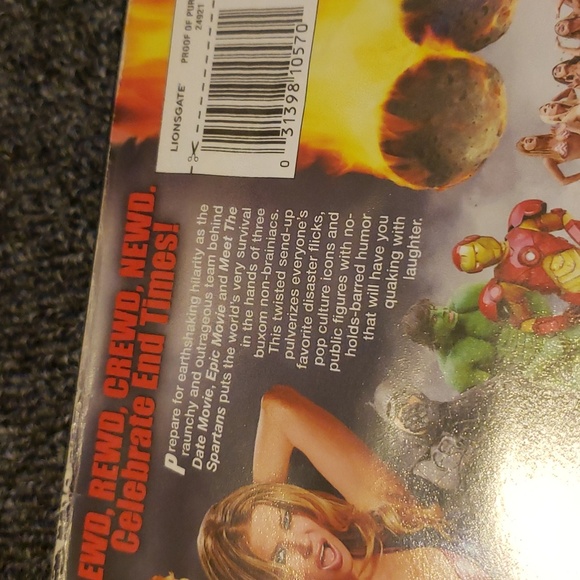 EWD, REWD, CREWD, NEWD.
Celebrate End Times!
Prepare for earthshaking hilarity as the
raunchy and outrageous team behind
Date Movie, Epic Movie and Meet The
Spartans puts the world's very survival
in the hands of three
buxom non-brainiacs.
This twisted send-up
pulverizes everyone's
favorite disaster flicks,
pop culture icons and
public figures with no-
holds-barred humor
that will have you
quaking with
laughter.
LIONSGATE
PROOF OF PUR
24921
0 31398 10570